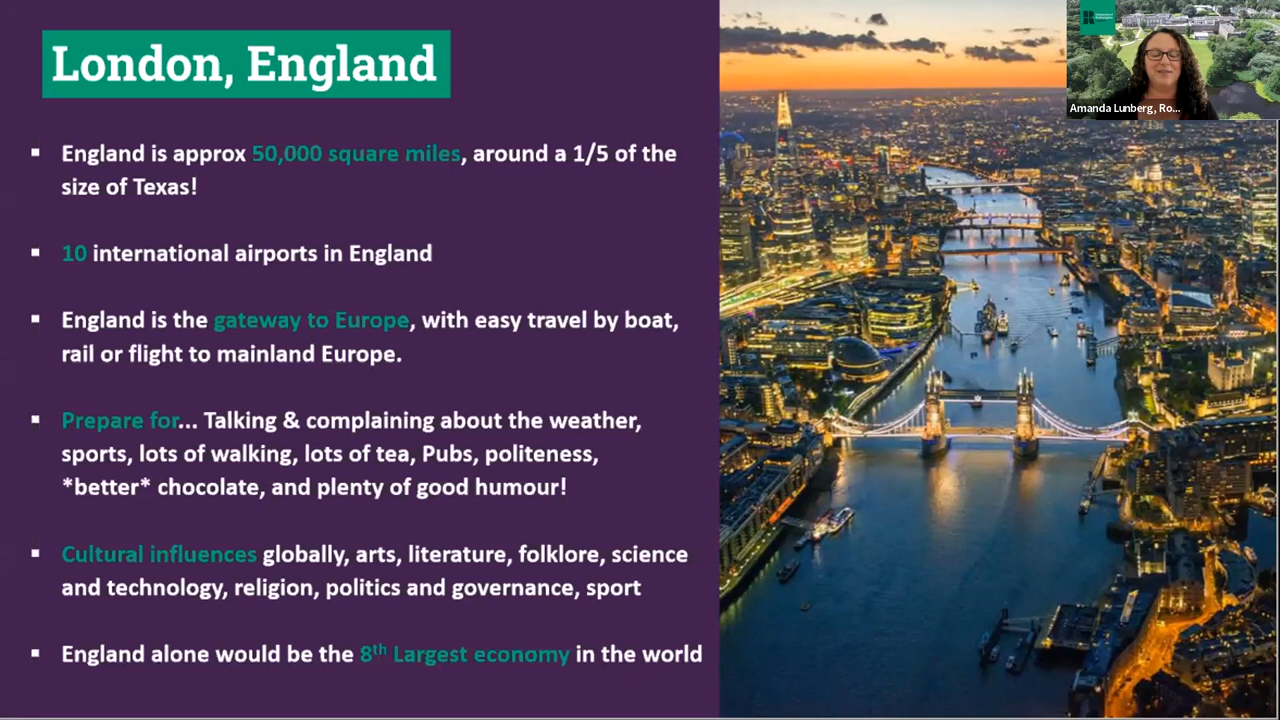 London, England
▪ England is approx 50,000 square miles, around a 1/5 of the
size of Texas!
▪ 10 international airports in England
▪ England is the gateway to Europe, with easy travel by boat,
rail or flight to mainland Europe.
▪ Prepare for... Talking & complaining about the weather,
sports, lots of walking, lots of tea, Pubs, politeness,
*better* chocolate, and plenty of good humour!
▪ Cultural influences globally, arts, literature, folklore, science
and technology, religion, politics and governance, sport
▪ England alone would be the 8th Largest economy in the world
Amanda Lunberg, Ro...